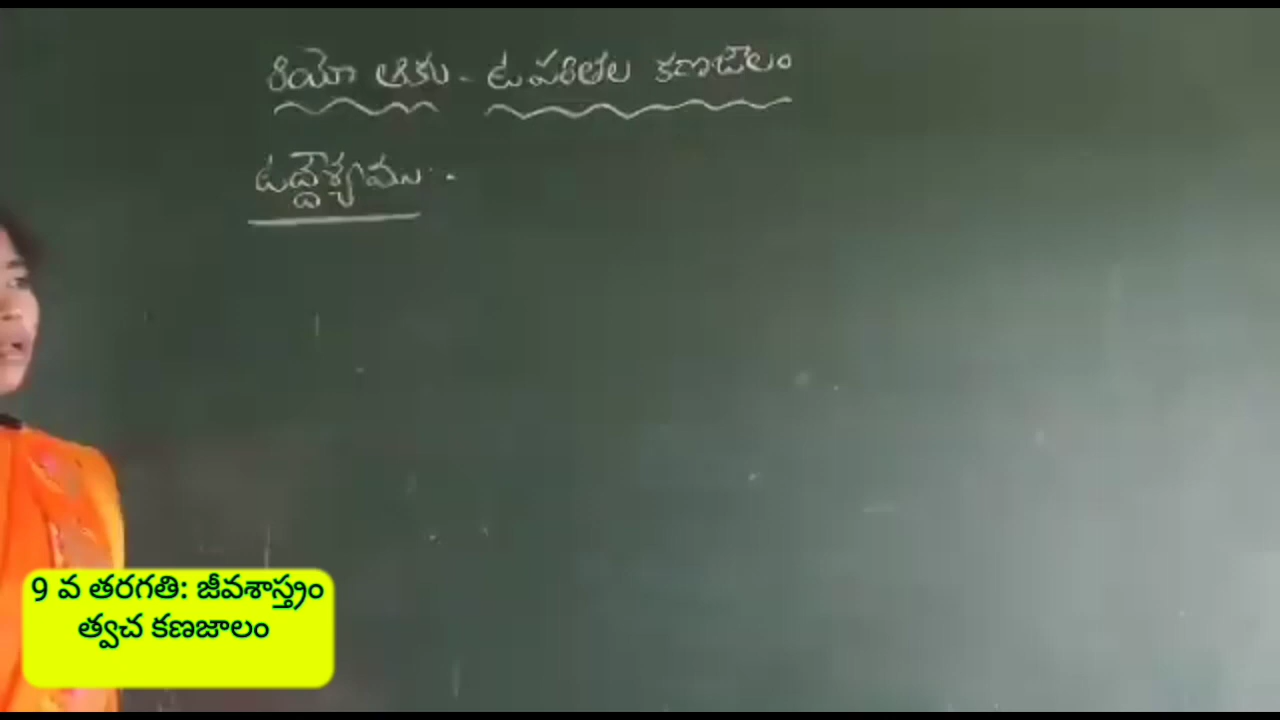 రియో ఆకు - ఉపరితల కణజాలం
ఉద్దేశ్యము :-
9 వ తరగతి: జీవశాస్త్రం
త్వచ కణజాలం